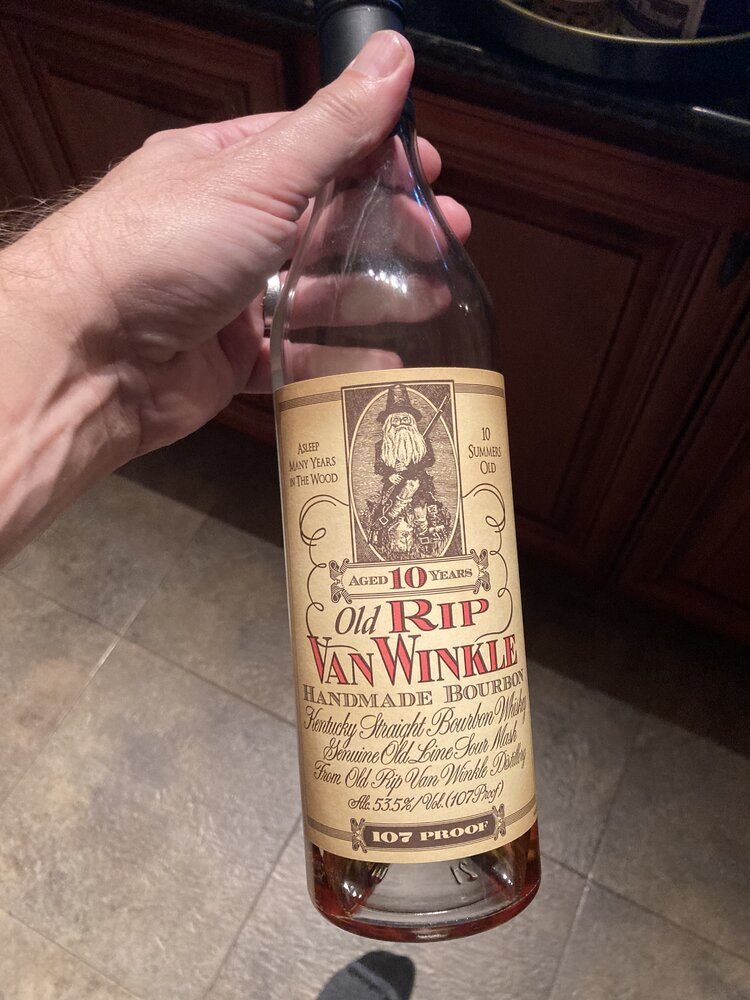 ASLEEP
MANY YEARS
IN THE WOOD
10
SUMMERS
OLD
AGED 10 YEARS
Old RIP
VAN WINKLE
HANDMADE BOURBON
Kentucky Straight Bourbon Whiskey
Genuine Old Line Sour Mash
From Old Rip Van Winkle Distillery
Alc. 53.5%/Vol. (107 Proof)
107 PROOF